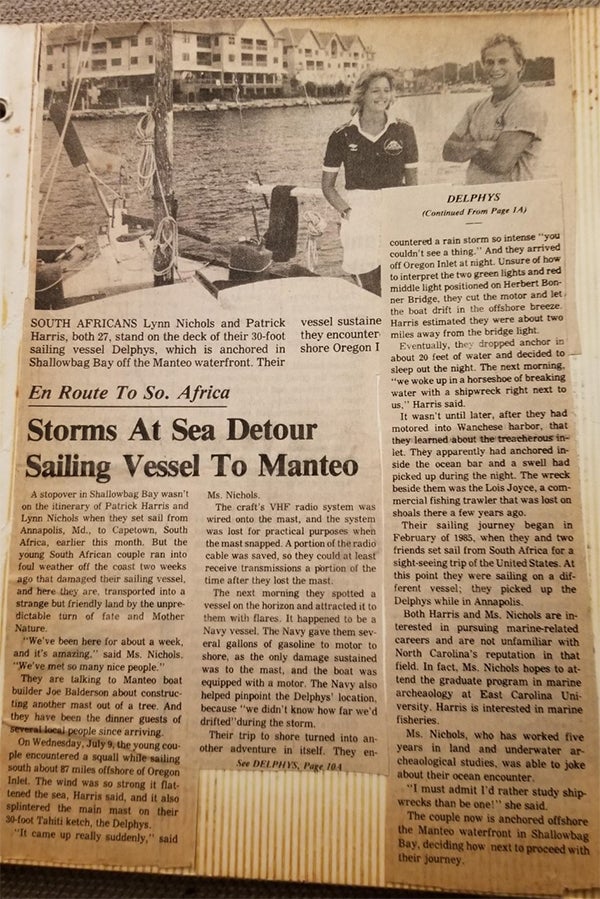 SOUTH AFRICANS Lynn Nichols and Patrick
Harris, both 27, stand on the deck of their 30-foot
sailing vessel Delphys, which is anchored in
Shallowbag Bay off the Manteo waterfront. Their
vessel sustaine
they encounter
shore Oregon I
En Route To So. Africa
Storms At Sea Detour
Sailing Vessel To Manteo
A stopover in Shallowbag Bay wasn't
on the itinerary of Patrick Harris and
Lynn Nichols when they set sail from
Annapolis, Md., to Capetown, South
Africa, earlier this month. But the
young South African couple ran into
foul weather off the coast two weeks
ago that damaged their sailing vessel,
and here they are, transported into a
strange but friendly land by the unpre-
dictable turn of fate and Mother
Nature.
"We've been here for about a week,
and it's amazing," said Ms. Nichols.
"We've met so many nice people."
They are talking to Manteo boat
builder Joe Balderson about construc-
ting another mast out of a tree. And
they have been the dinner guests of
several local people since arriving.
On Wednesday, July 9, the young cou-
ple encountered a squall while sailing
south about 87 miles offshore of Oregon
Inlet. The wind was so strong it flat-
tened the sea, Harris said, and it also
splintered the main mast on their
30-foot Tahiti ketch, the Delphys.
"It came up really suddenly," said
Ms. Nichols.
The craft's VHF radio system was
wired onto the mast, and the system
was lost for practical purposes when
the mast snapped. A portion of the radio
cable was saved, so they could at least
receive transmissions a portion of the
time after they lost the mast.
The next morning they spotted a
vessel on the horizon and attracted it to
them with flares. It happened to be a
Navy vessel. The Navy gave them sev-
eral gallons of gasoline to motor to
shore, as the only damage sustained
was to the mast, and the boat was
equipped with a motor. The Navy also
helped pinpoint the Delphys' location,
because "we didn't know how far we'd
drifted"during the storm.
Their trip to shore turned into an-
other adventure in itself. They en-
See DELPHYS, Page 10A
DELPHYS
(Continued From Page 1A)
countered a rain storm so intense "you
couldn't see a thing." And they arrived
off Oregon Inlet at night. Unsure of how
to interpret the two green lights and red
middle light positioned on Herbert Bon-
ner Bridge, they cut the motor and let
the boat drift in the offshore breeze.
Harris estimated they were about two
miles away from the bridge light.
Eventually, they dropped anchor in
about 20 feet of water and decided to
sleep out the night. The next morning,
"we woke up in a horseshoe of breaking
water with a shipwreck right next to
us," Harris said.
It wasn't until later, after they had
motored into Wanchese harbor, that
they learned about the treacherous in-
let. They apparently had anchored in-
side the ocean bar and a swell had
picked up during the night. The wreck
beside them was the Lois Joyce, a com-
mercial fishing trawler that was lost on
shoals there a few years ago.
Their sailing journey began in
February of 1985, when they and two
friends set sail from South Africa for a
sight-seeing trip of the United States. At
this point they were sailing on a dif-
ferent vessel; they picked up the
Delphys while in Annapolis.
Both Harris and Ms. Nichols are in-
terested in pursuing marine-related
careers and are not unfamiliar with
North Carolina's reputation in that
field. In fact, Ms. Nichols hopes to at-
tend the graduate program in marine
archeaology at East Carolina Uni-
versity. Harris is interested in marine
fisheries.
Ms. Nichols, who has worked five
years in land and underwater ar-
cheaological studies, was able to joke
about their ocean encounter.
"I must admit I'd rather study ship-
wrecks than be one!" she said.
The couple now is anchored offshore
the Manteo waterfront in Shallowbag
Bay, deciding how next to proceed with
their journey.